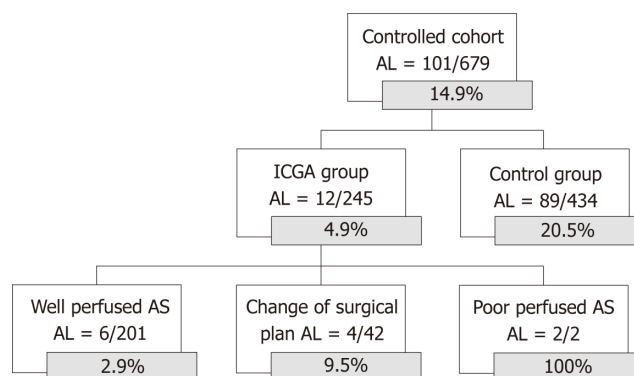 Controlled cohort
AL = 101/679
14.9%
ICGA group
AL = 12/245
4.9%
Control group
AL = 89/434
20.5%
Well perfused AS
AL = 6/201
2.9%
Change of surgical
plan AL = 4/42
9.5%
Poor perfused AS
AL = 2/2
100%